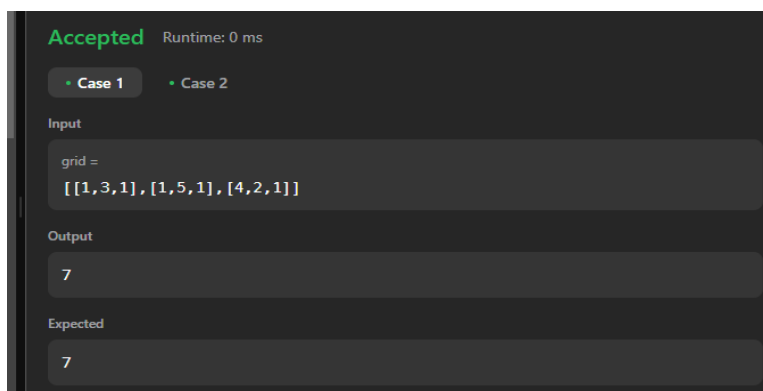 Accepted Runtime: 0 ms
• Case 1 • Case 2
Input
grid =
[[1,3,1],[1,5,1],[4,2,1]]
Output
7
Expected
7